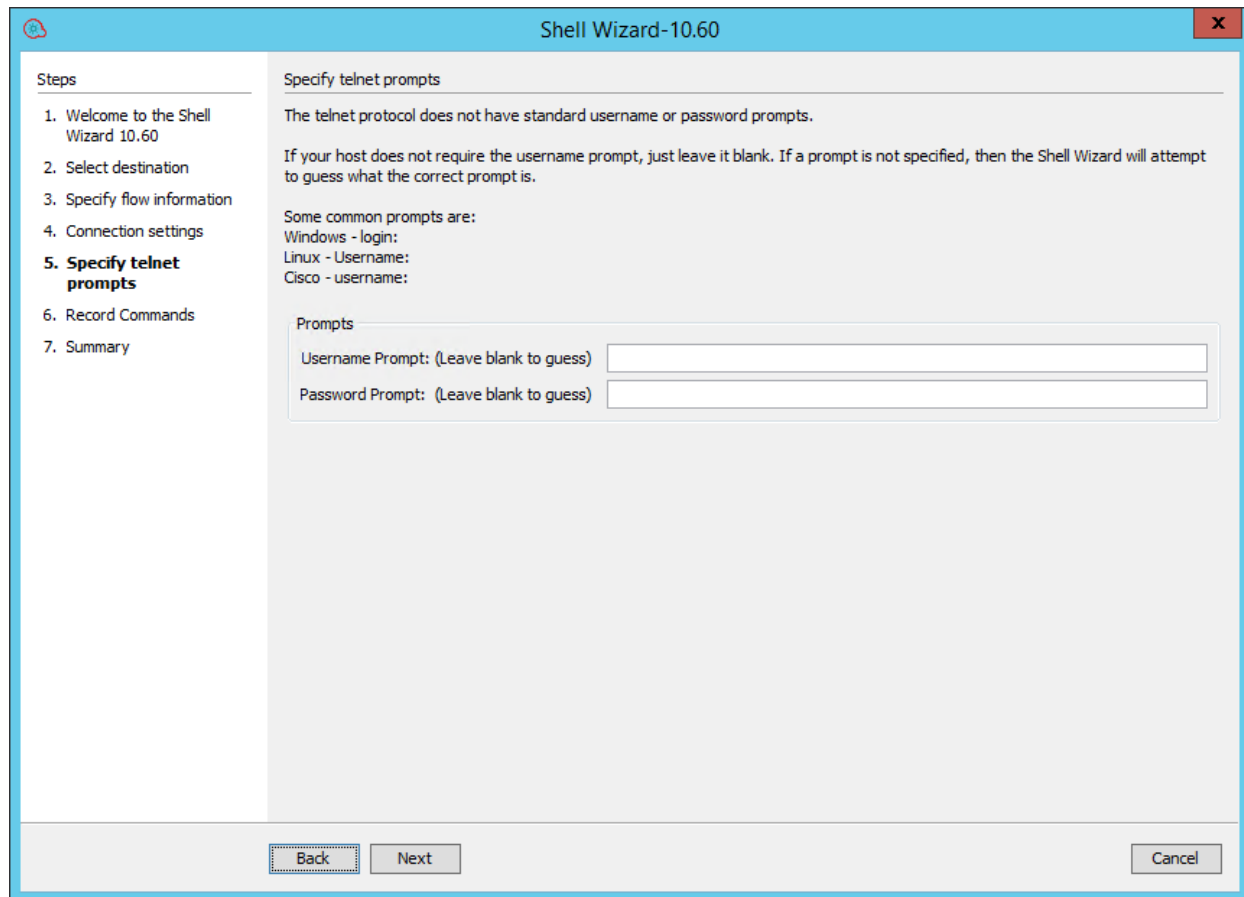 Shell Wizard-10.60
x
Steps
1. Welcome to the Shell
Wizard 10.60
2. Select destination
3. Specify flow information
4. Connection settings
5. Specify telnet
prompts
6. Record Commands
7. Summary
Specify telnet prompts
The telnet protocol does not have standard username or password prompts.
If your host does not require the username prompt, just leave it blank. If a prompt is not specified, then the Shell Wizard will attempt
to guess what the correct prompt is.
Some common prompts are:
Windows - login:
Linux - Username:
Cisco - username:
Prompts
Username Prompt: (Leave blank to guess)
Password Prompt: (Leave blank to guess)
Back
Next
Cancel